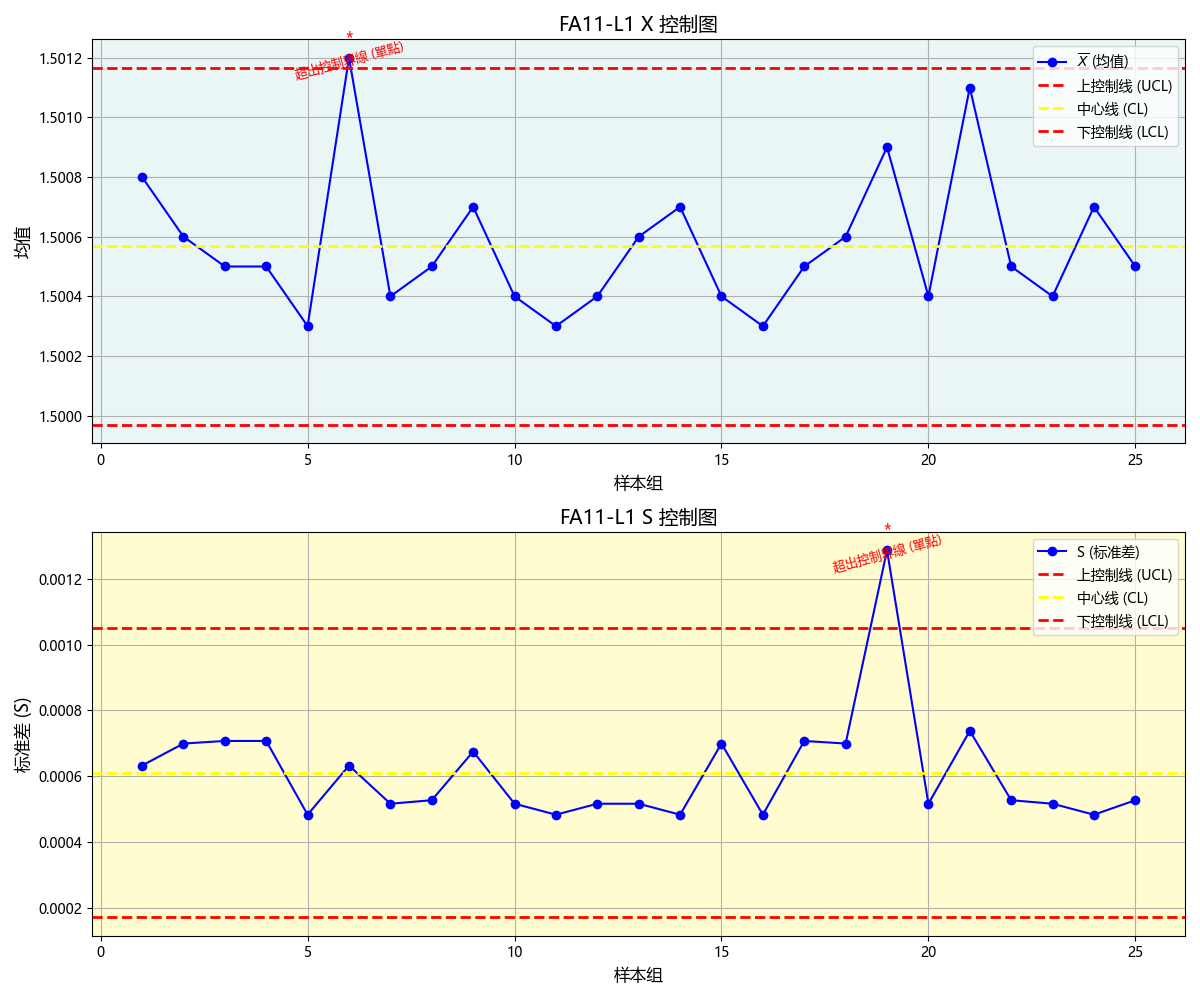 FA11-L1 X 控制图
*
超出控制界線 (單點)
X̅ (均值)
上控制线 (UCL)
中心线 (CL)
下控制线 (LCL)
均值
1.5012
1.5010
1.5008
1.5006
1.5004
1.5002
1.5000
0 5 10 15 20 25
样本组
FA11-L1 S 控制图
*
超出控制界線 (單點)
S (标准差)
上控制线 (UCL)
中心线 (CL)
下控制线 (LCL)
标准差 (S)
0.0012
0.0010
0.0008
0.0006
0.0004
0.0002
0 5 10 15 20 25
样本组